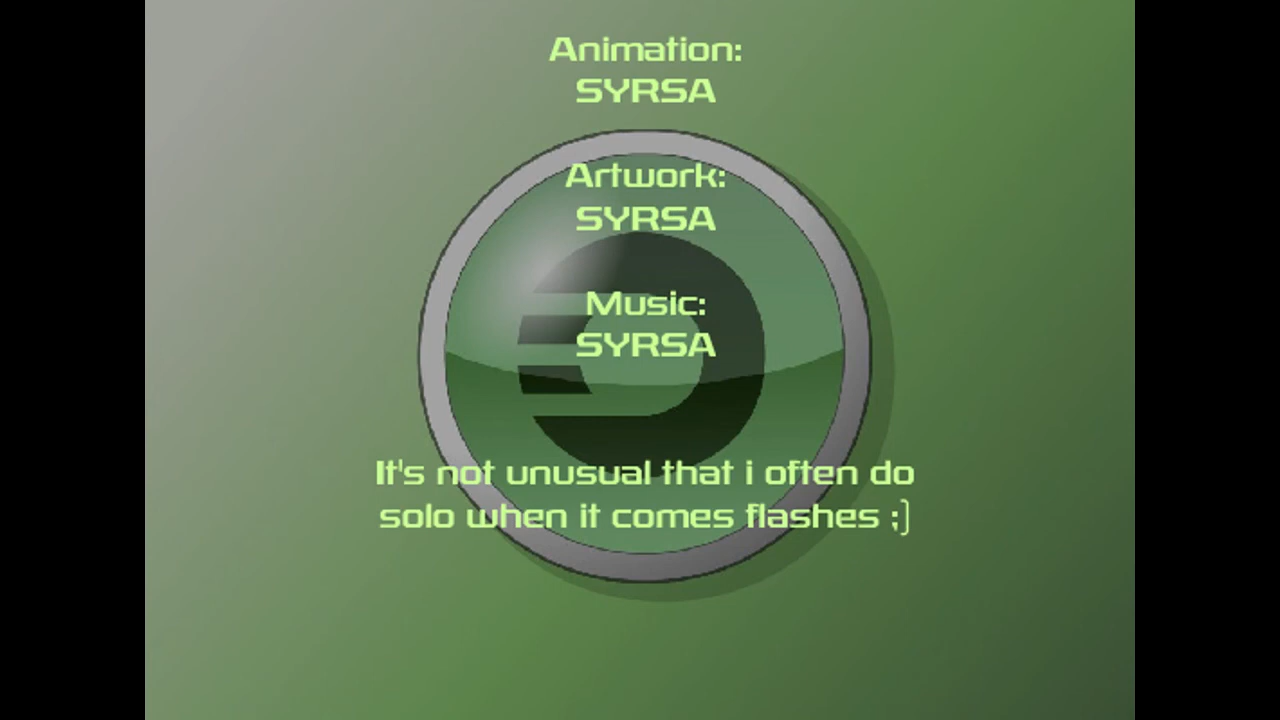 Animation:
SYRSA
Artwork:
SYRSA
Music:
SYRSA
It's not unusual that i often do
solo when it comes flashes ;)